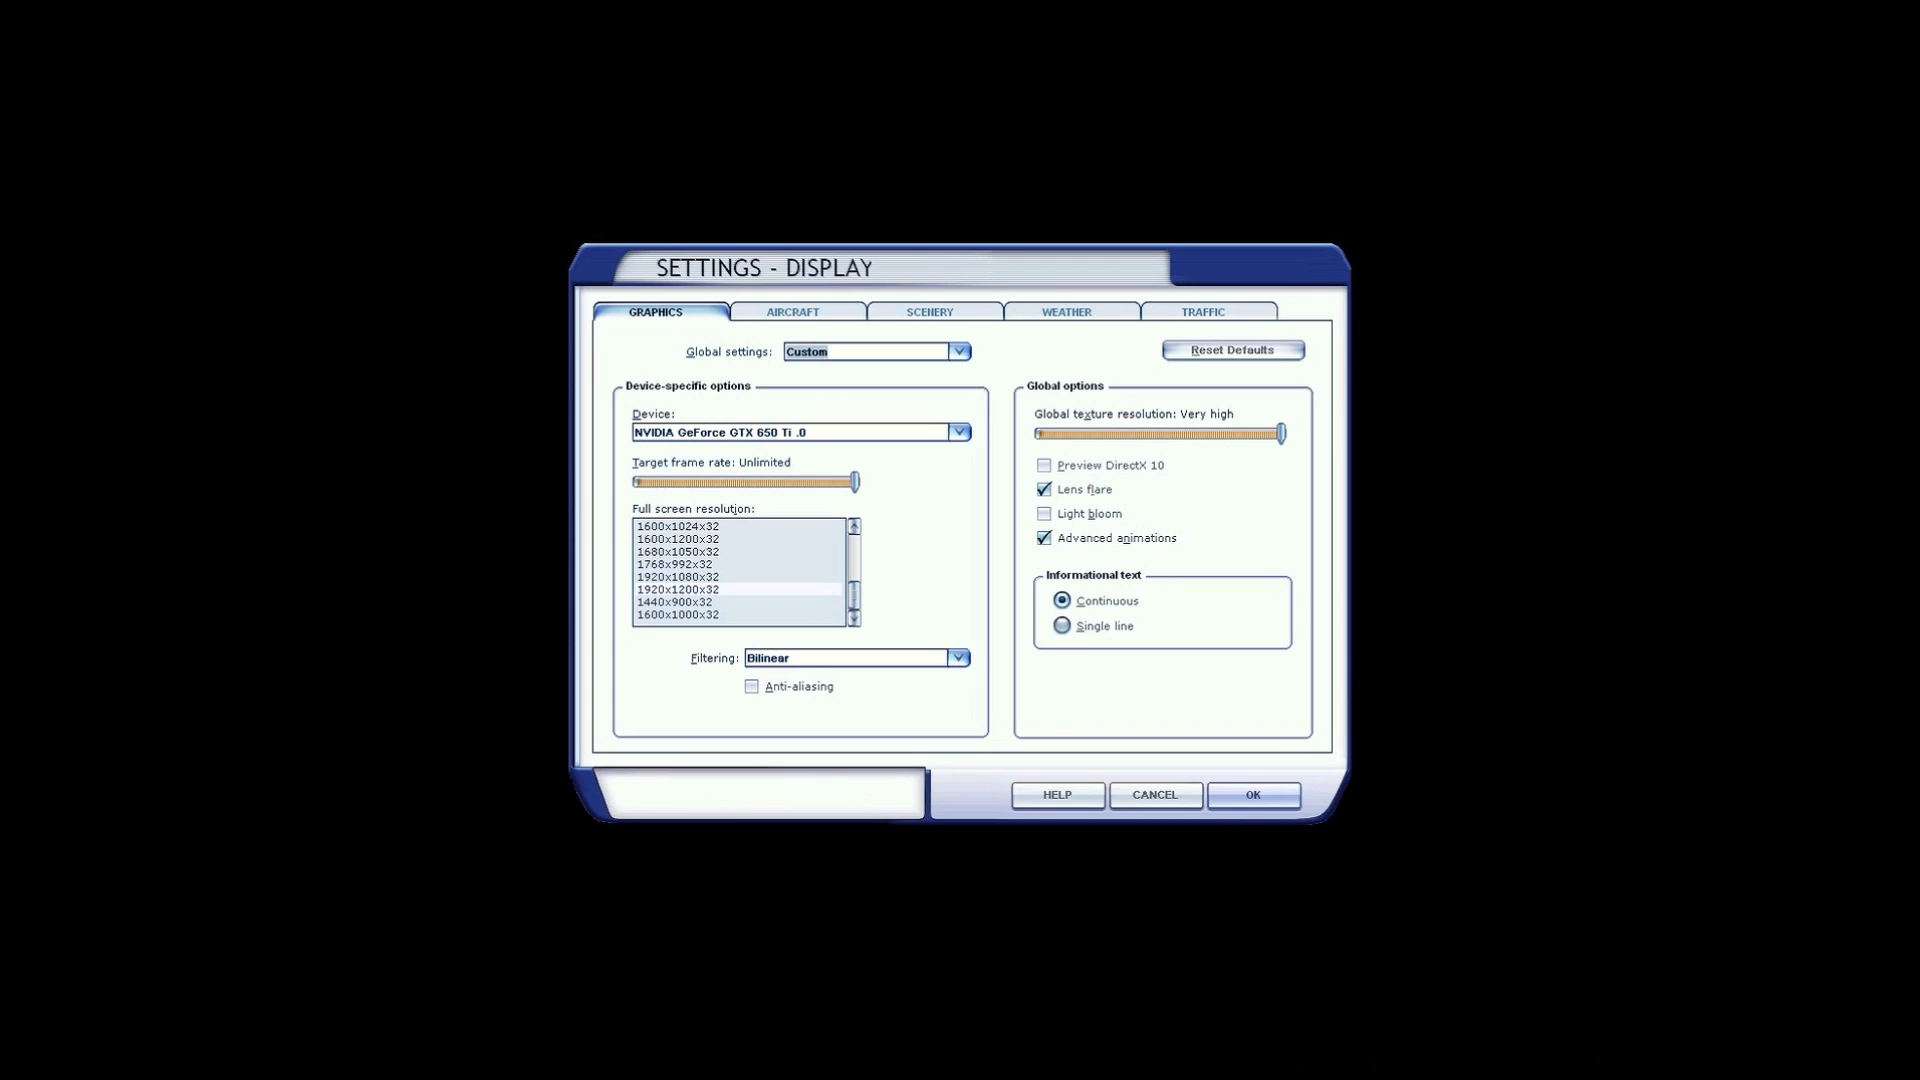 SETTINGS - DISPLAY
GRAPHICS
AIRCRAFT
SCENERY
WEATHER
TRAFFIC
Global settings: Custom
Reset Defaults
Device-specific options
Device:
NVIDIA GeForce GTX 650 Ti .0
Target frame rate: Unlimited
Full screen resolution:
1600x1024x32
1600x1200x32
1680x1050x32
1768x992x32
1920x1080x32
1920x1200x32
1440x900x32
1600x1000x32
Filtering: Bilinear
Anti-aliasing
Global options
Global texture resolution: Very high
Preview DirectX 10
Lens flare
Light bloom
Advanced animations
Informational text
Continuous
Single line
HELP
CANCEL
OK